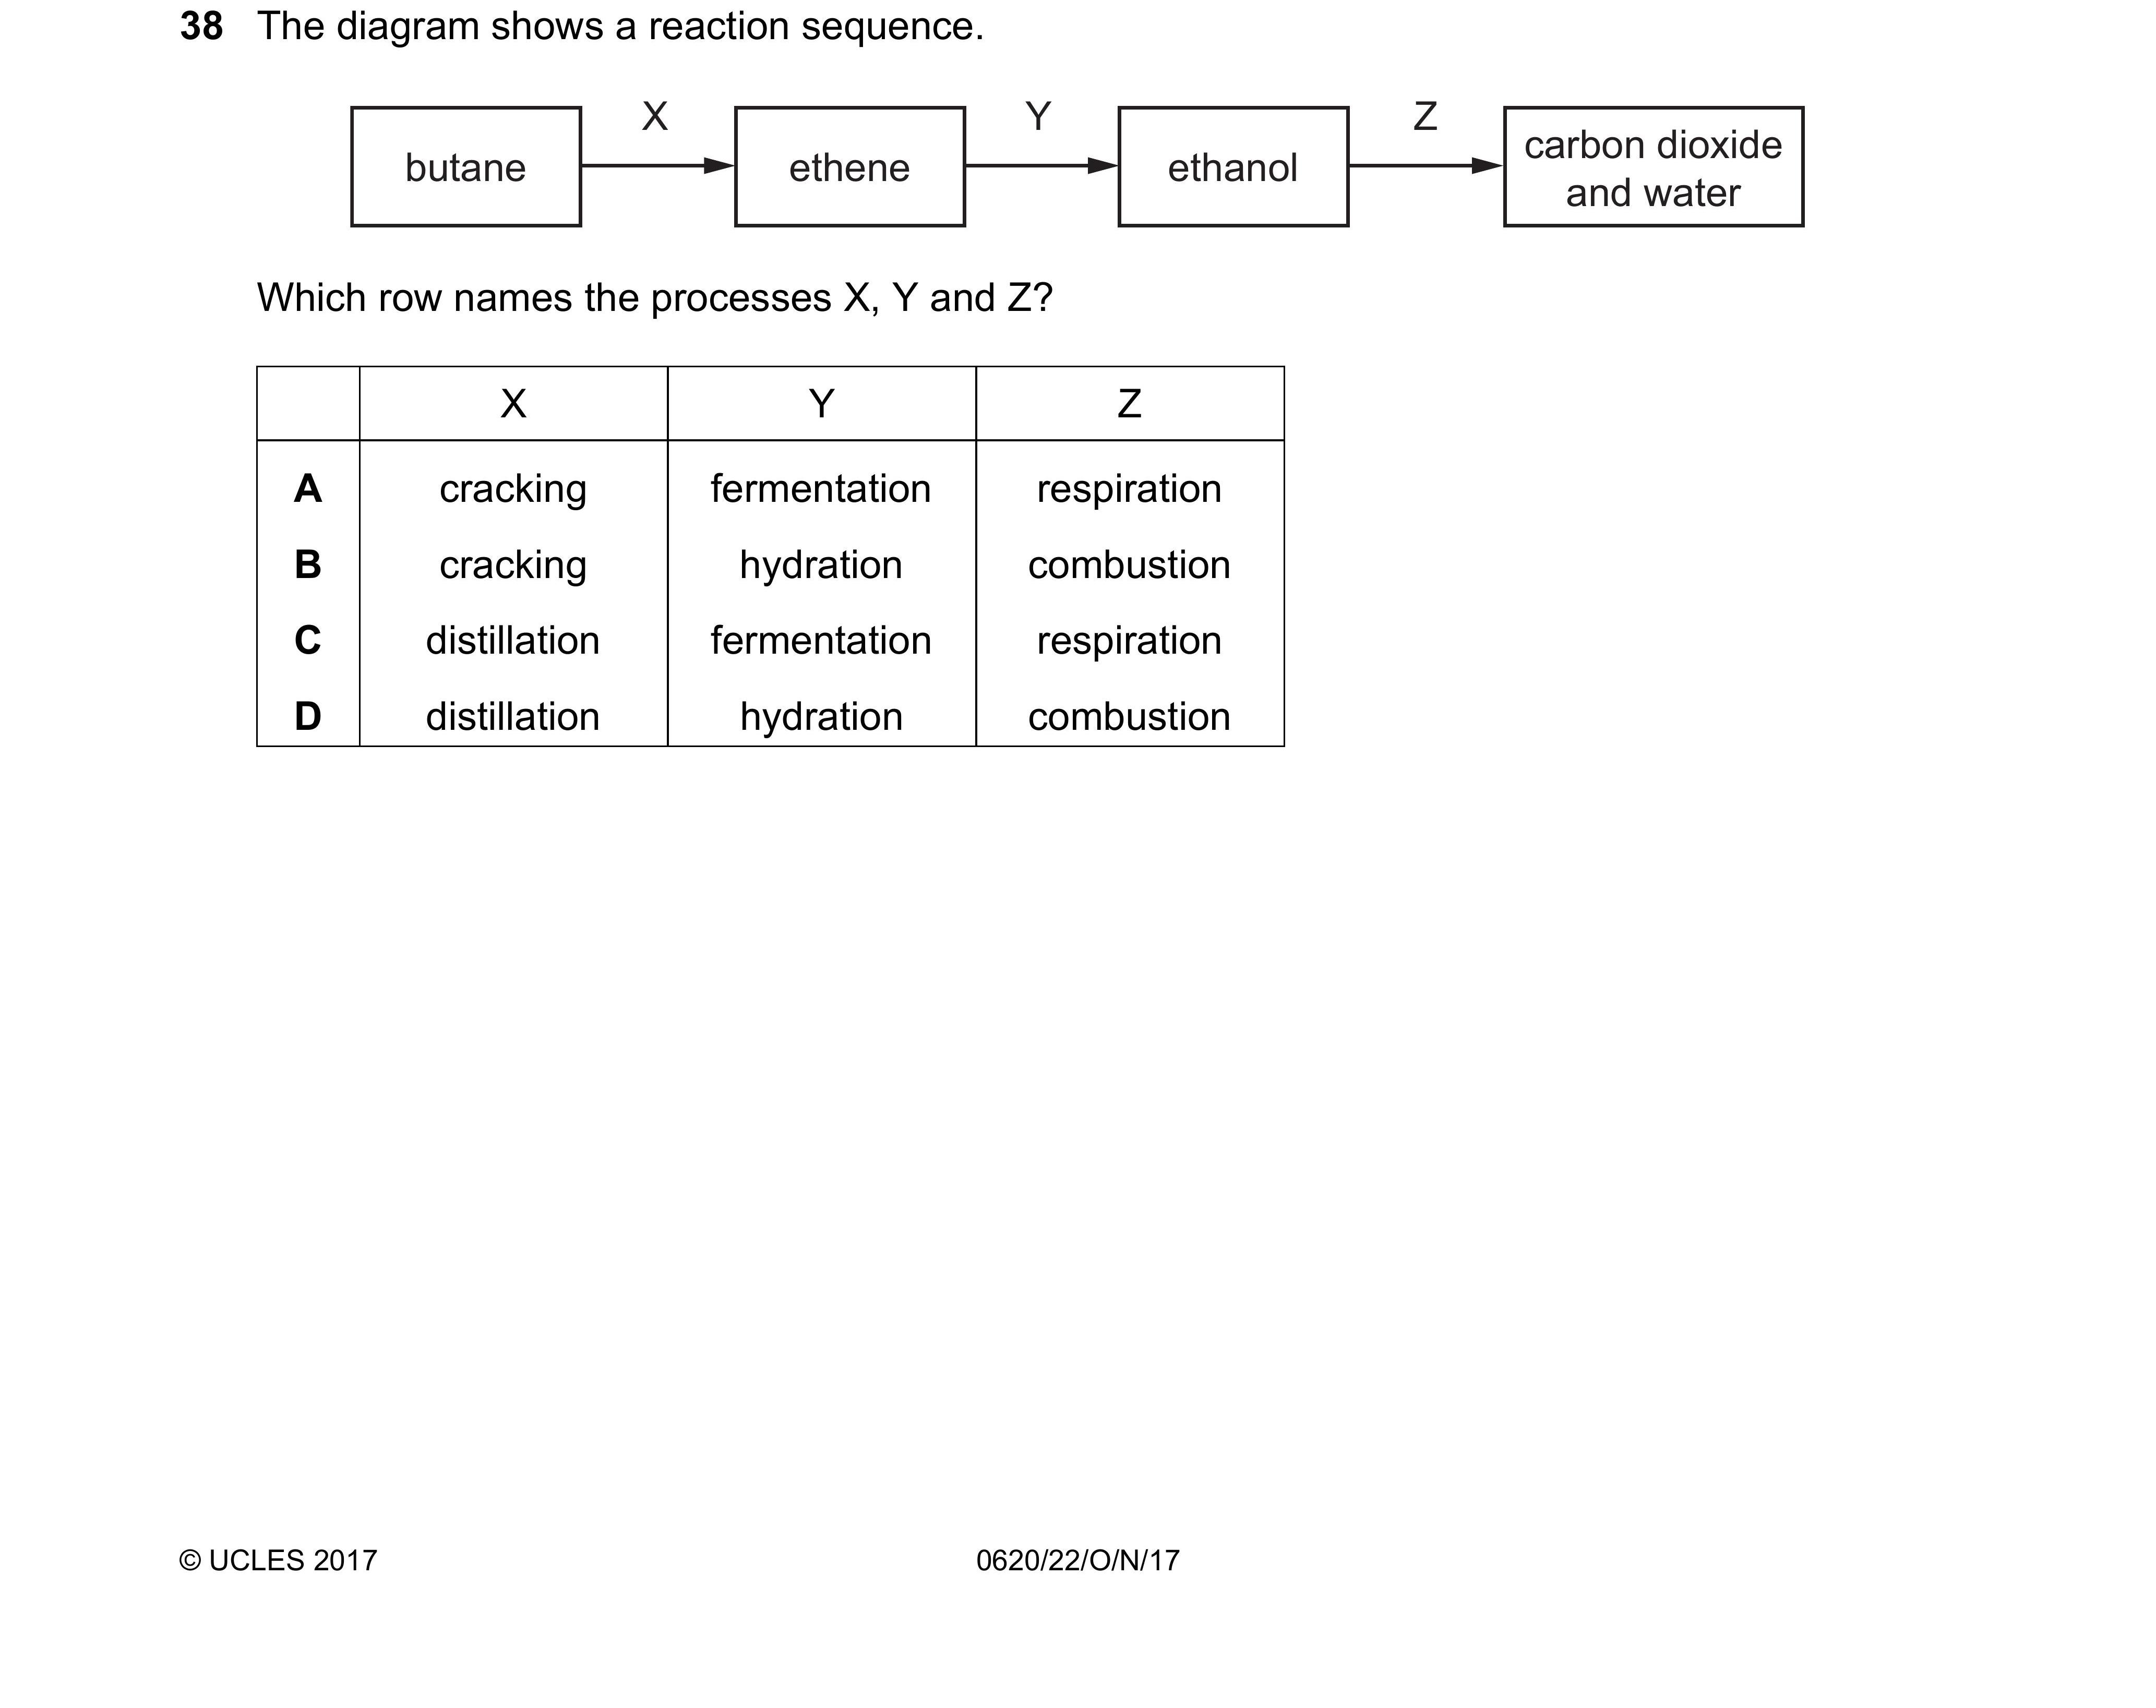 38 The diagram shows a reaction sequence.
X Y Z
butane ethene ethanol carbon dioxide
and water
Which row names the processes X, Y and Z?
X Y Z
A cracking fermentation respiration
B cracking hydration combustion
C distillation fermentation respiration
D distillation hydration combustion
© UCLES 2017 0620/22/O/N/17